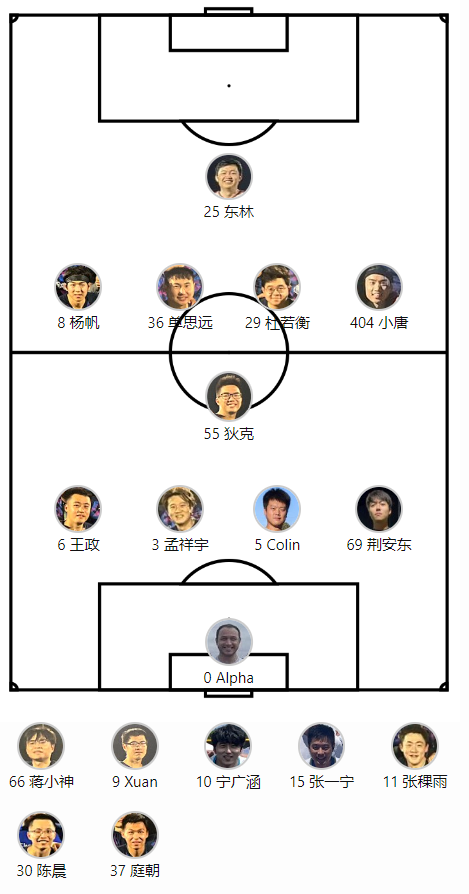 25 东林
8 杨帆
36 单思远
29 杜若衡
404 小唐
55 狄克
6 王政
3 孟祥宇
5 Colin
69 荆安东
0 Alpha
66 蒋小神
9 Xuan
10 宁广涵
15 张一宁
11 张稞雨
30 陈晨
37 庭朝